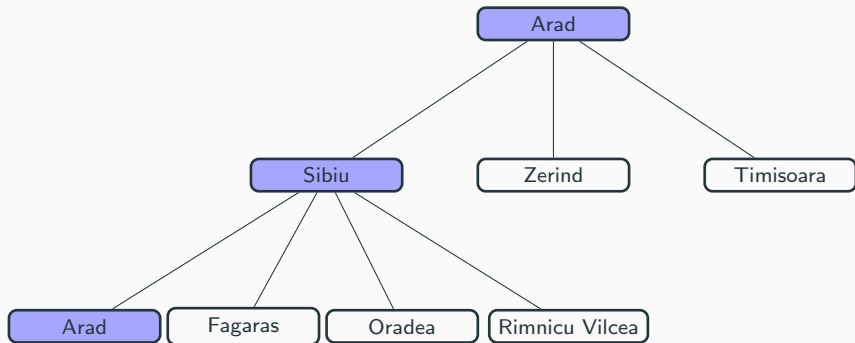 Arad
Sibiu
Zerind
Timisoara
Arad
Fagaras
Oradea
Rimnicu Vilcea